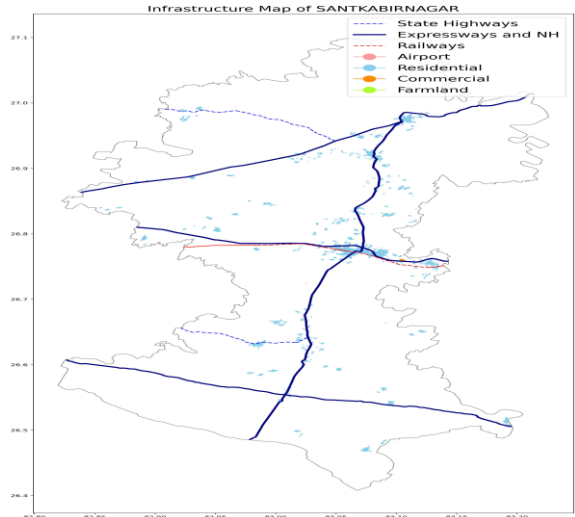 Infrastructure Map of SANTKABIRNAGAR
State Highways
Expressways and NH
Railways
Airport
Residential
Commercial
Farmland
27.1
27.0
26.9
26.8
26.7
26.6
26.5
26.4